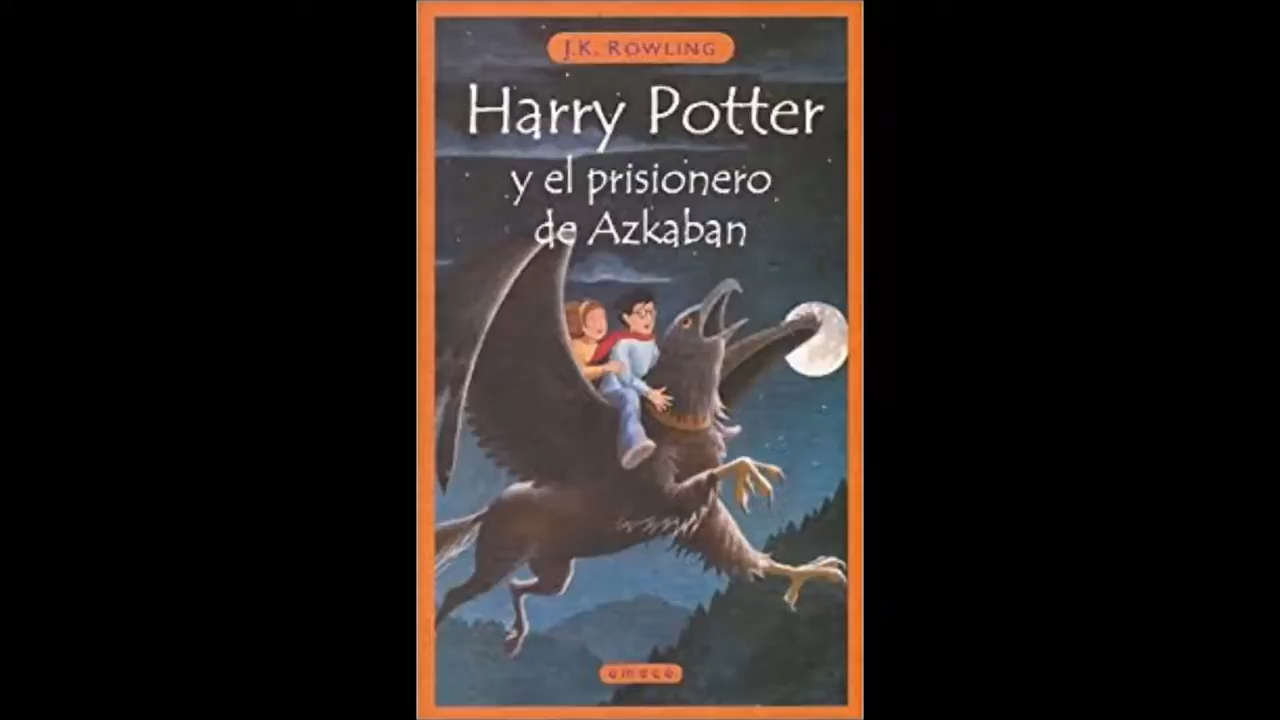 J.K. ROWLING
Harry Potter
y el prisionero
de Azkaban
emecé